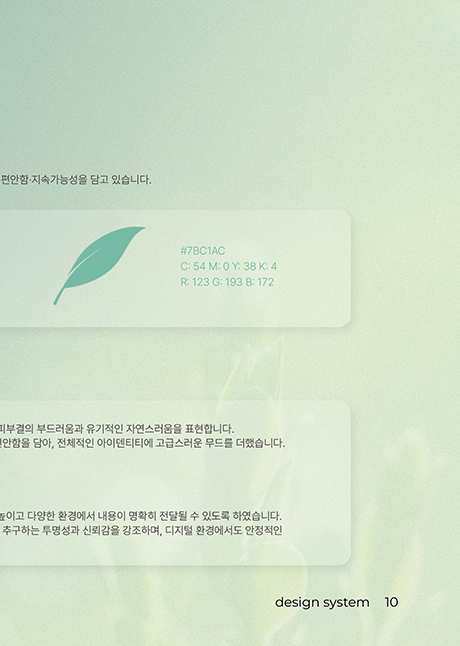 편안함·지속가능성을 담고 있습니다.
#7BC1AC
C: 54 M: 0 Y: 38 K: 4
R: 123 G: 193 B: 172
피부결의 부드러움과 유기적인 자연스러움을 표현합니다.
편안함을 담아, 전체적인 아이덴티티에 고급스러운 무드를 더했습니다.
높이고 다양한 환경에서 내용이 명확히 전달될 수 있도록 하였습니다.
추구하는 투명성과 신뢰감을 강조하며, 디지털 환경에서도 안정적인
design system 10